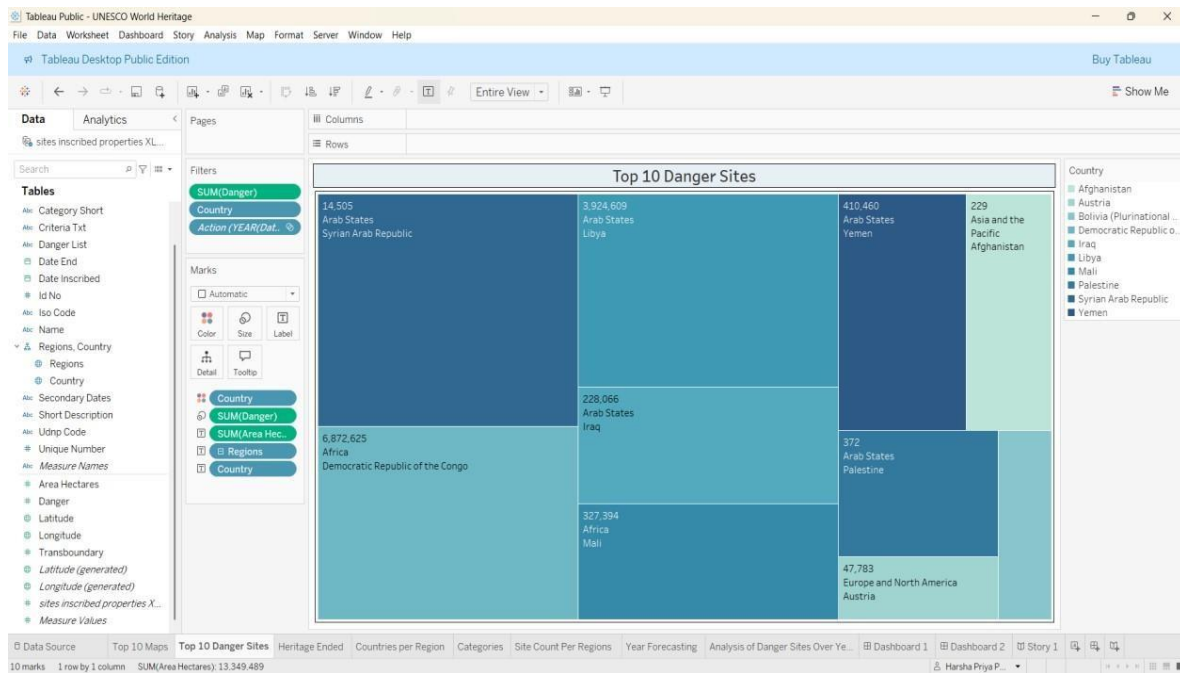 Tableau Public - UNESCO World Heritage
File Data Worksheet Dashboard Story Analysis Map Format Server Window Help
Tableau Desktop Public Edition
Buy Tableau
Entire View
Show Me
Data Analytics
sites inscribed properties XL...
Search
Tables
Abc Category Short
Abc Criteria Txt
Abc Danger List
Date End
Date Inscribed
# Id No
Abc Iso Code
Abc Name
Regions, Country
Regions
Country
Abc Secondary Dates
Abc Short Description
Abc Udnp Code
# Unique Number
Abc Measure Names
# Area Hectares
# Danger
Latitude
Longitude
# Transboundary
Latitude (generated)
Longitude (generated)
# sites inscribed properties X...
# Measure Values
Pages
Filters
SUM(Danger)
Country
Action (YEAR(Dat..
Marks
Automatic
Color Size Label
Detail Tooltip
Country
SUM(Danger)
SUM(Area Hec..
Regions
Country
Columns
Rows
Top 10 Danger Sites
14,505
Arab States
Syrian Arab Republic
6,872,625
Africa
Democratic Republic of the Congo
3,924,609
Arab States
Libya
228,066
Arab States
Iraq
327,394
Africa
Mali
410,460
Arab States
Yemen
229
Asia and the
Pacific
Afghanistan
372
Arab States
Palestine
47,783
Europe and North America
Austria
Country
Afghanistan
Austria
Bolivia (Plurinational ...
Democratic Republic o...
Iraq
Libya
Mali
Palestine
Syrian Arab Republic
Yemen
Data Source Top 10 Maps Top 10 Danger Sites Heritage Ended Countries per Region Categories Site Count Per Regions Year Forecasting Analysis of Danger Sites Over Ye... Dashboard 1 Dashboard 2 Story 1
10 marks 1 row by 1 column SUM(Area Hectares): 13,349,489
Harsha Priya P...